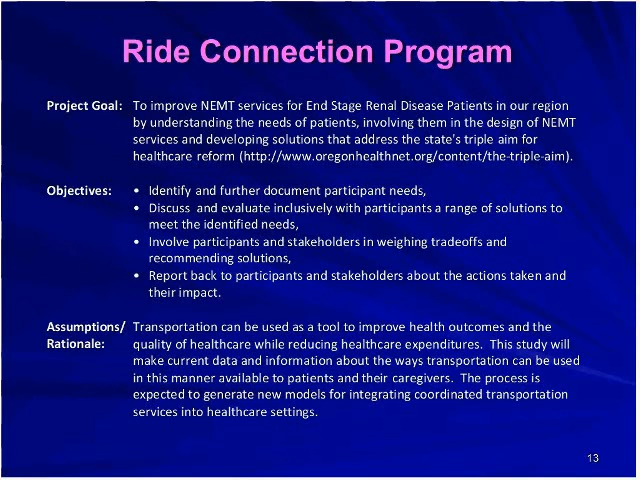 Ride Connection Program
Project Goal: To improve NEMT services for End Stage Renal Disease Patients in our region
by understanding the needs of patients, involving them in the design of NEMT
services and developing solutions that address the state's triple aim for
healthcare reform (http://www.oregonhealthnet.org/content/the-triple-aim).
Objectives: • Identify and further document participant needs,
• Discuss and evaluate inclusively with participants a range of solutions to
meet the identified needs,
• Involve participants and stakeholders in weighing tradeoffs and
recommending solutions,
• Report back to participants and stakeholders about the actions taken and
their impact.
Assumptions/ Transportation can be used as a tool to improve health outcomes and the
Rationale: quality of healthcare while reducing healthcare expenditures. This study will
make current data and information about the ways transportation can be used
in this manner available to patients and their caregivers. The process is
expected to generate new models for integrating coordinated transportation
services into healthcare settings.
13